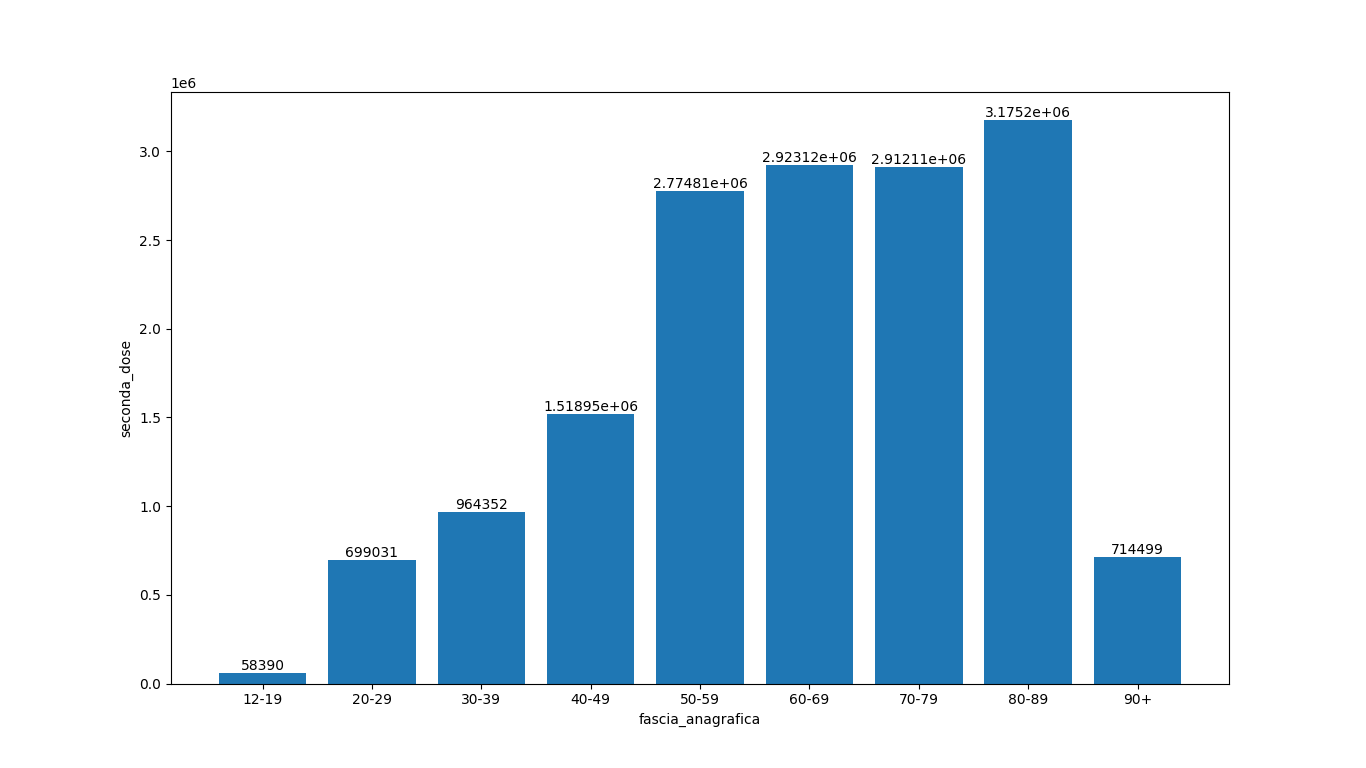 1e6
3.1752e+06
3.0
2.92312e+06
2.91211e+06
2.77481e+06
2.5
2.0
seconda_dose
1.5
1.51895e+06
1.0
964352
699031
714499
0.5
58390
0.0
12-19 20-29 30-39 40-49 50-59 60-69 70-79 80-89 90+
fascia_anagrafica